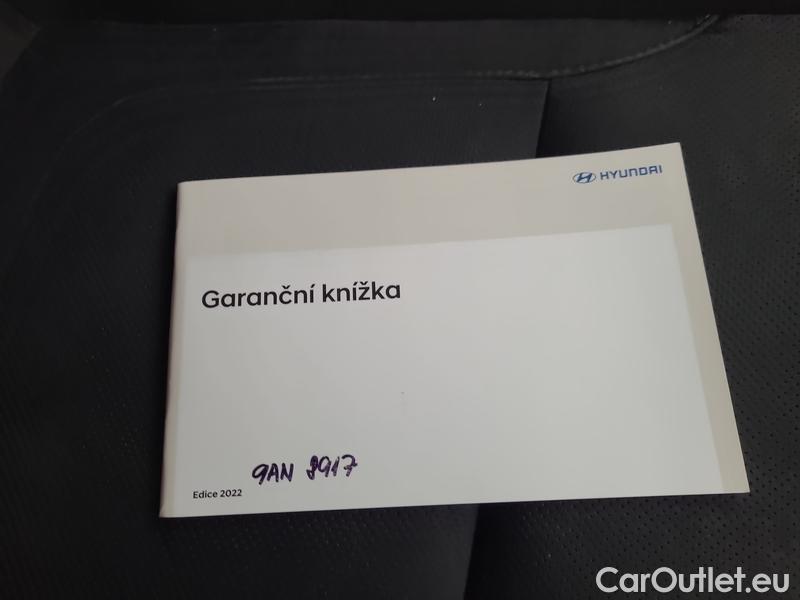 HYUNDAI
Garanční knížka
9AN 8917
Edice 2022
CarOutlet.eu